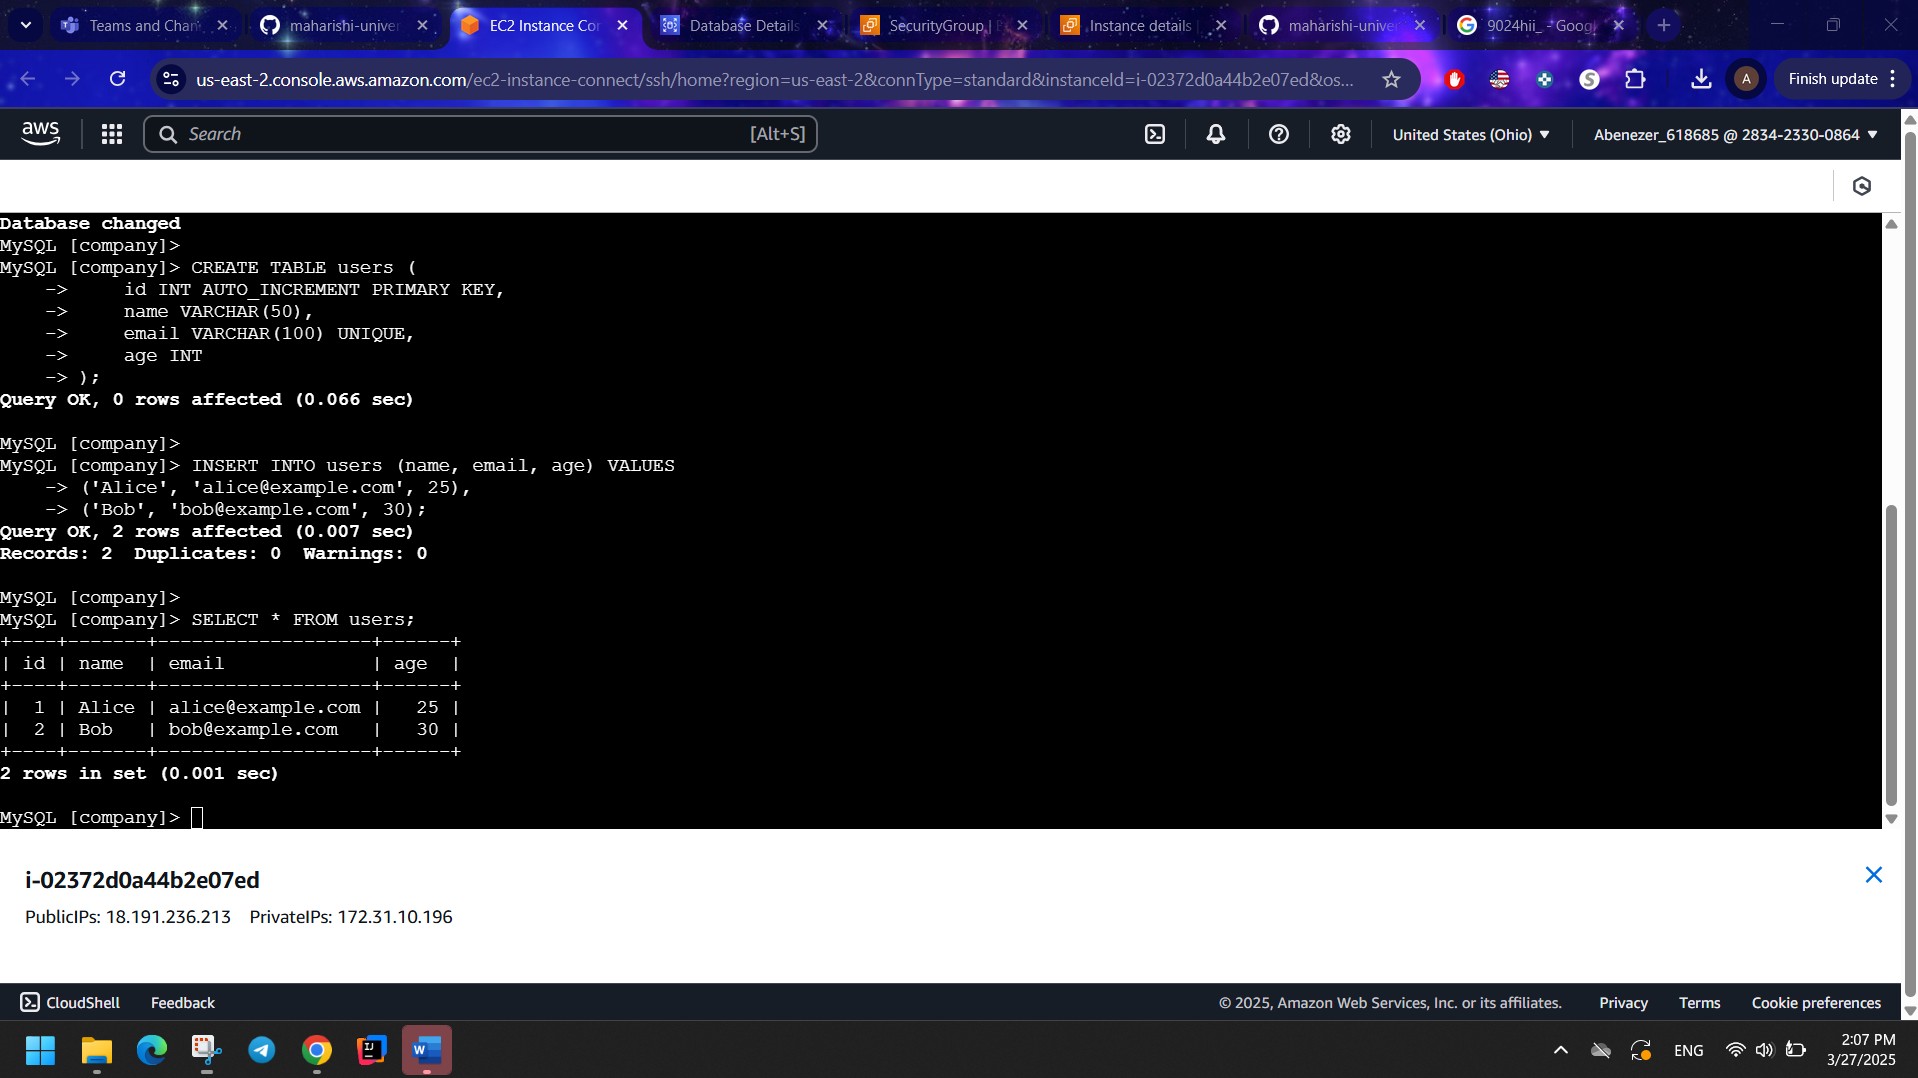 Teams and Chan
maharishi-univer
EC2 Instance Con
Database Details
SecurityGroup | E
Instance details |
maharishi-univer
9024hii_ - Googl
us-east-2.console.aws.amazon.com/ec2-instance-connect/ssh/home?region=us-east-2&connType=standard&instanceId=i-02372d0a44b2e07ed&os...
A
Finish update
aws
Search
[Alt+S]
United States (Ohio)
Abenezer_618685 @ 2834-2330-0864
Database changed
MySQL [company]>
MySQL [company]> CREATE TABLE users (
    ->     id INT AUTO_INCREMENT PRIMARY KEY,
    ->     name VARCHAR(50),
    ->     email VARCHAR(100) UNIQUE,
    ->     age INT
    -> );
Query OK, 0 rows affected (0.066 sec)
MySQL [company]>
MySQL [company]> INSERT INTO users (name, email, age) VALUES
    -> ('Alice', 'alice@example.com', 25),
    -> ('Bob', 'bob@example.com', 30);
Query OK, 2 rows affected (0.007 sec)
Records: 2  Duplicates: 0  Warnings: 0
MySQL [company]>
MySQL [company]> SELECT * FROM users;
+----+-------+-------------------+------+
| id | name  | email             | age  |
+----+-------+-------------------+------+
|  1 | Alice | alice@example.com |   25 |
|  2 | Bob   | bob@example.com   |   30 |
+----+-------+-------------------+------+
2 rows in set (0.001 sec)
MySQL [company]>
i-02372d0a44b2e07ed
PublicIPs: 18.191.236.213    PrivateIPs: 172.31.10.196
CloudShell
Feedback
© 2025, Amazon Web Services, Inc. or its affiliates.
Privacy
Terms
Cookie preferences
ENG
2:07 PM
3/27/2025